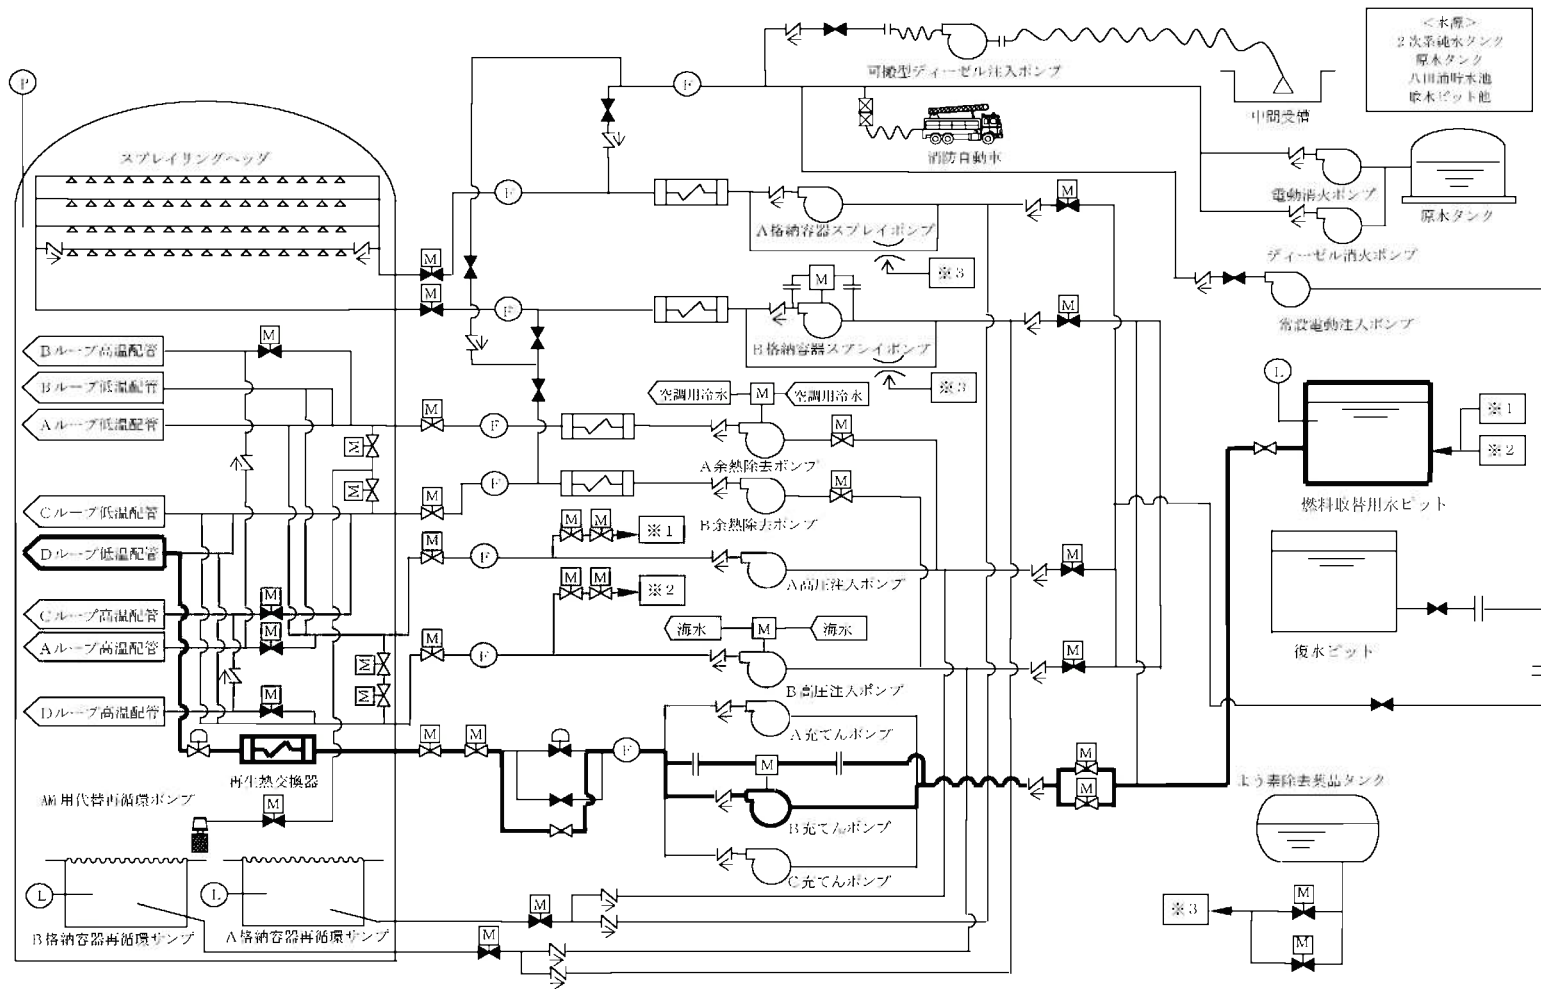 <水源>
2次系純水タンク
原水タンク
八田浦貯水池
取水ピット他
可搬型ディーゼル注入ポンプ
中間受槽
消防自動車
P
F
スプレイリングヘッダ
電動消火ポンプ
原水タンク
ディーゼル消火ポンプ
常設電動注入ポンプ
F
M
M
A格納容器スプレイポンプ
※3
M
M
F
M
M
B格納容器スプレイポンプ
※3
Bループ高温配管
M
Bループ低温配管
空調用冷水
M
空調用冷水
L
※1
※2
燃料取替用水ピット
Aループ低温配管
M
M
F
M
A余熱除去ポンプ
M
Cループ低温配管
M
F
M
B余熱除去ポンプ
M
M
※1
Dループ低温配管
M
F
A高圧注入ポンプ
M
M
M
※2
Cループ高温配管
M
海水
M
海水
Aループ高温配管
M
M
F
M
復水ピット
M
M
B高圧注入ポンプ
Dループ高温配管
M
A充てんポンプ
M
M
F
M
M
M
再生熱交換器
B充てんポンプ
よう素除去薬品タンク
AM用代替再循環ポンプ
M
C充てんポンプ
L
L
M
M
※3
M
M
B格納容器再循環サンプ
A格納容器再循環サンプ